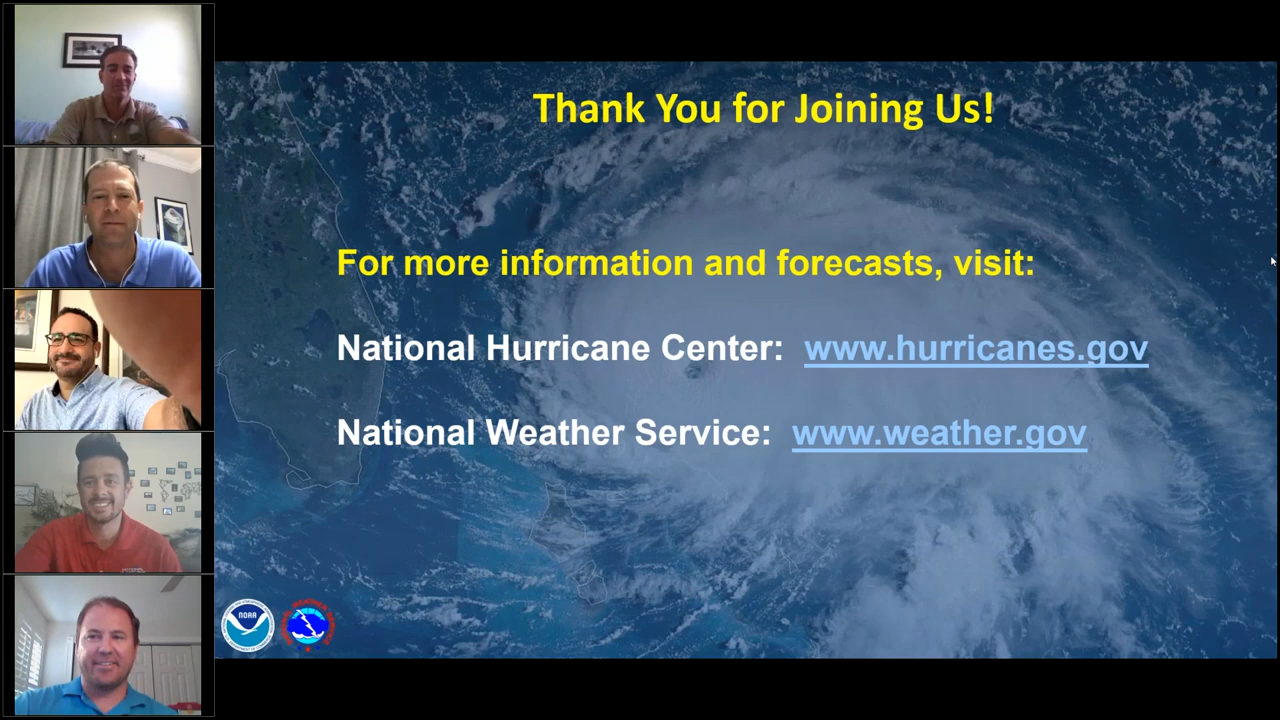 Thank You for Joining Us!
For more information and forecasts, visit:
National Hurricane Center: www.hurricanes.gov
National Weather Service: www.weather.gov
NOAA